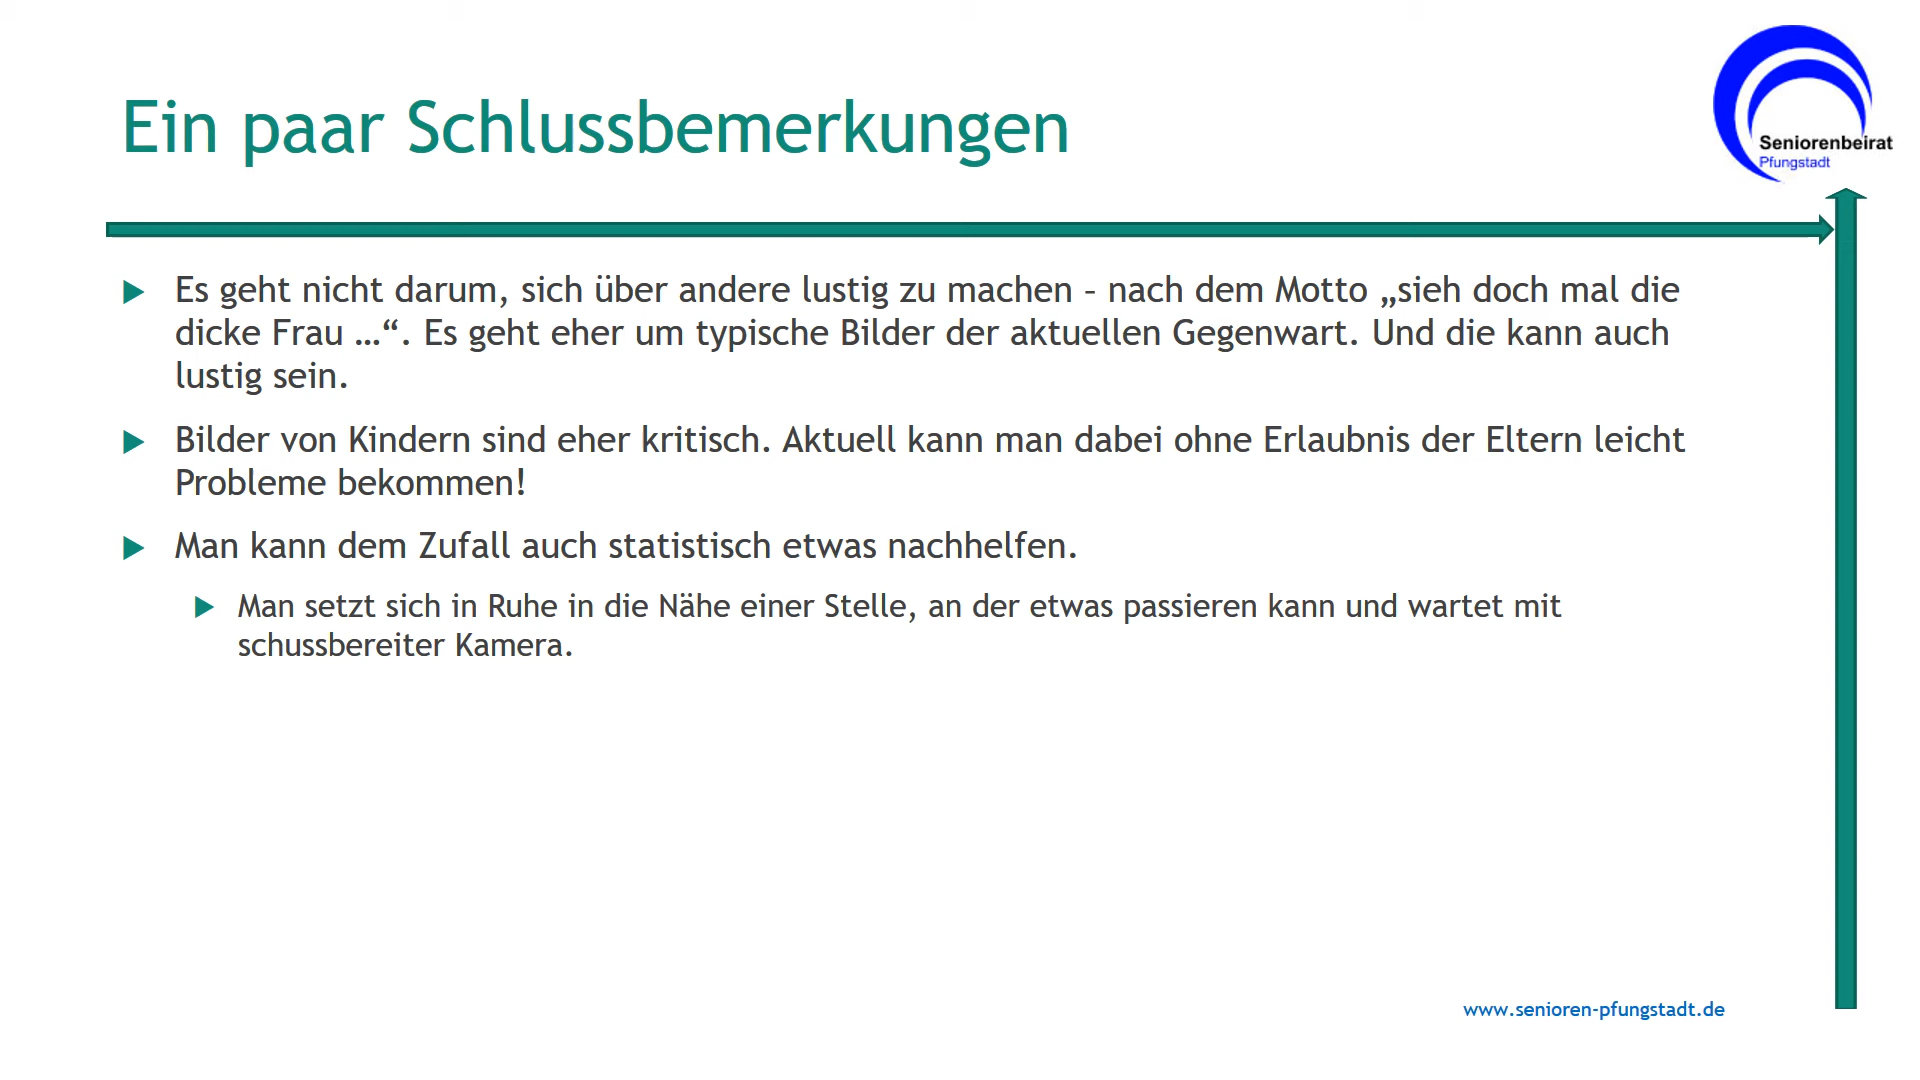 Ein paar Schlussbemerkungen
Seniorenbeirat
Pfungstadt
Es geht nicht darum, sich über andere lustig zu machen – nach dem Motto „sieh doch mal die
dicke Frau …“. Es geht eher um typische Bilder der aktuellen Gegenwart. Und die kann auch
lustig sein.
Bilder von Kindern sind eher kritisch. Aktuell kann man dabei ohne Erlaubnis der Eltern leicht
Probleme bekommen!
Man kann dem Zufall auch statistisch etwas nachhelfen.
Man setzt sich in Ruhe in die Nähe einer Stelle, an der etwas passieren kann und wartet mit
schussbereiter Kamera.
www.senioren-pfungstadt.de